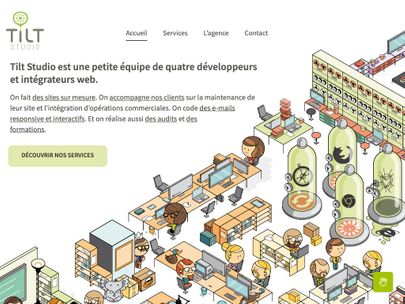 TiLT
STUDIO
Accueil Services L'agence Contact
Tilt Studio est une petite équipe de quatre développeurs
et intégrateurs web.
On fait des sites sur mesure. On accompagne nos clients sur la maintenance de
leur site et l'intégration d'opérations commerciales. On code des e-mails
responsive et interactifs. Et on réalise aussi des audits et des
formations.
DÉCOUVRIR NOS SERVICES